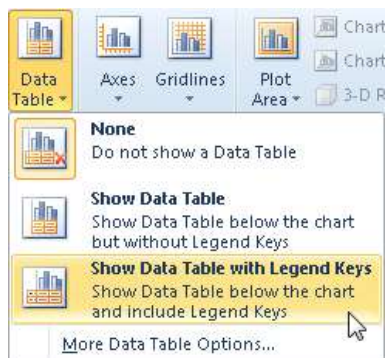 Data Table
Axes
Gridlines
Plot Area
Chart
Chart
3-D R
None
Do not show a Data Table
Show Data Table
Show Data Table below the chart
but without Legend Keys
Show Data Table with Legend Keys
Show Data Table below the chart
and include Legend Keys
More Data Table Options...